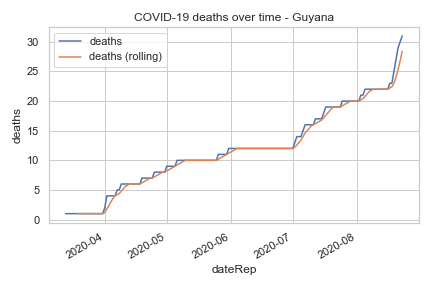 COVID-19 deaths over time - Guyana
deaths
deaths (rolling)
30
25
20
15
10
5
0
deaths
2020-04
2020-05
2020-06
2020-07
2020-08
dateRep